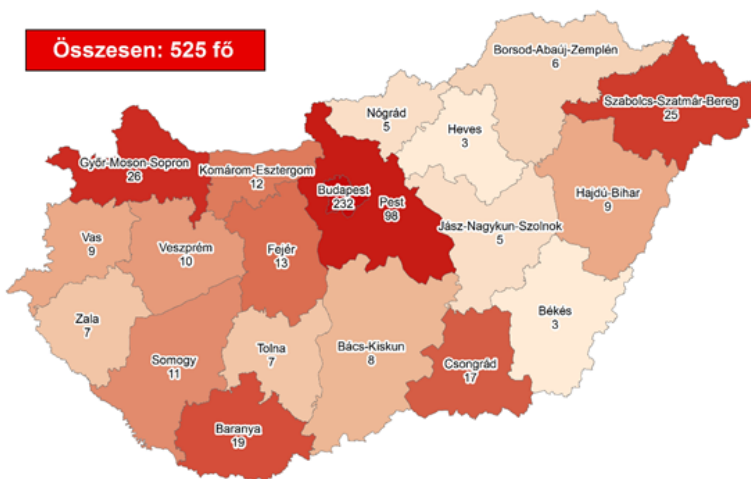 Összesen: 525 fő
Borsod-Abaúj-Zemplén
6
Szabolcs-Szatmár-Bereg
25
Nógrád
5
Heves
3
Győr-Moson-Sopron
26
Komárom-Esztergom
12
Budapest
232
Pest
98
Hajdú-Bihar
9
Jász-Nagykun-Szolnok
5
Vas
9
Veszprém
10
Fejér
13
Zala
7
Somogy
11
Tolna
7
Bács-Kiskun
8
Csongrád
17
Békés
3
Baranya
19